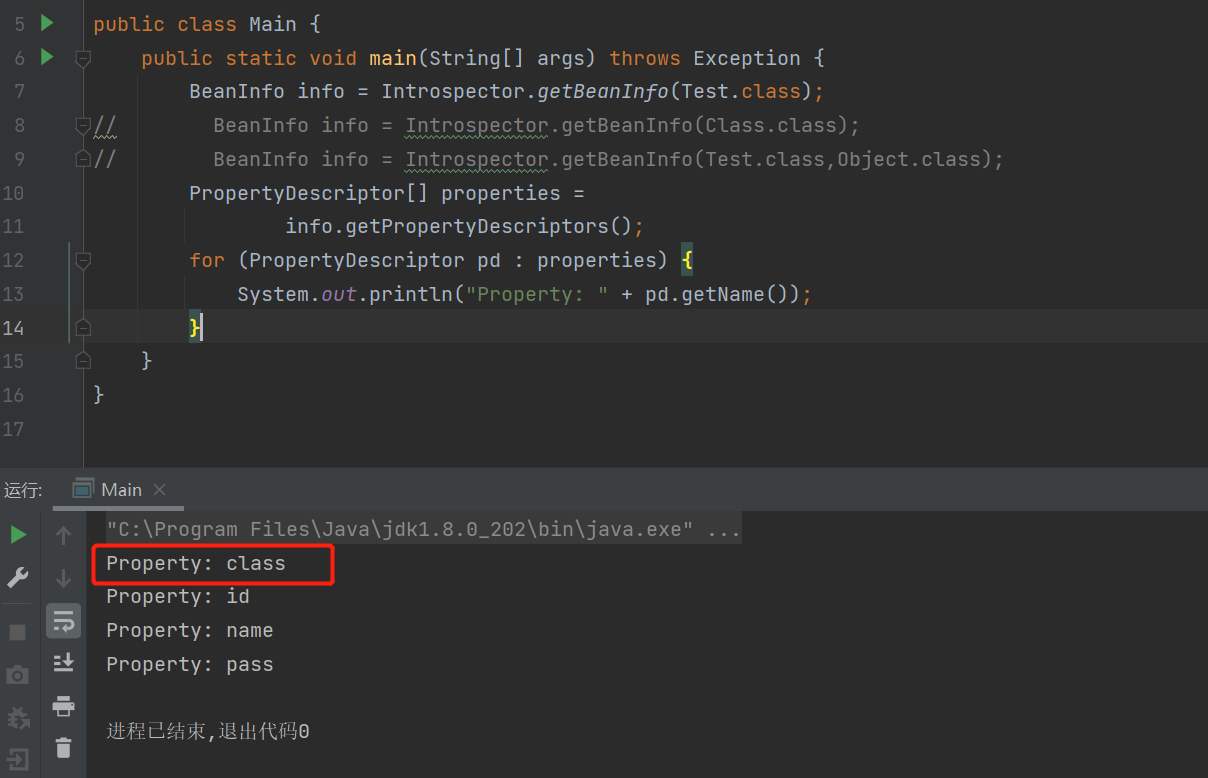 5 public class Main {
6 public static void main(String[] args) throws Exception {
7 BeanInfo info = Introspector.getBeanInfo(Test.class);
8 // BeanInfo info = Introspector.getBeanInfo(Class.class);
9 // BeanInfo info = Introspector.getBeanInfo(Test.class,Object.class);
10 PropertyDescriptor[] properties =
11 info.getPropertyDescriptors();
12 for (PropertyDescriptor pd : properties) {
13 System.out.println("Property: " + pd.getName());
14 }
15 }
16 }
17
运行: Main
"C:\Program Files\Java\jdk1.8.0_202\bin\java.exe" ...
Property: class
Property: id
Property: name
Property: pass
进程已结束,退出代码0